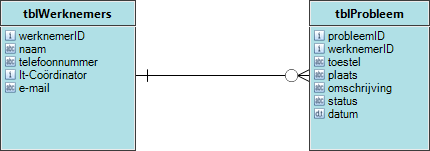 tblWerknemers
werknemerID
naam
telefoonnummer
It-Coördinator
e-mail
tblProbleem
probleemID
werknemerID
toestel
plaats
omschrijving
status
datum